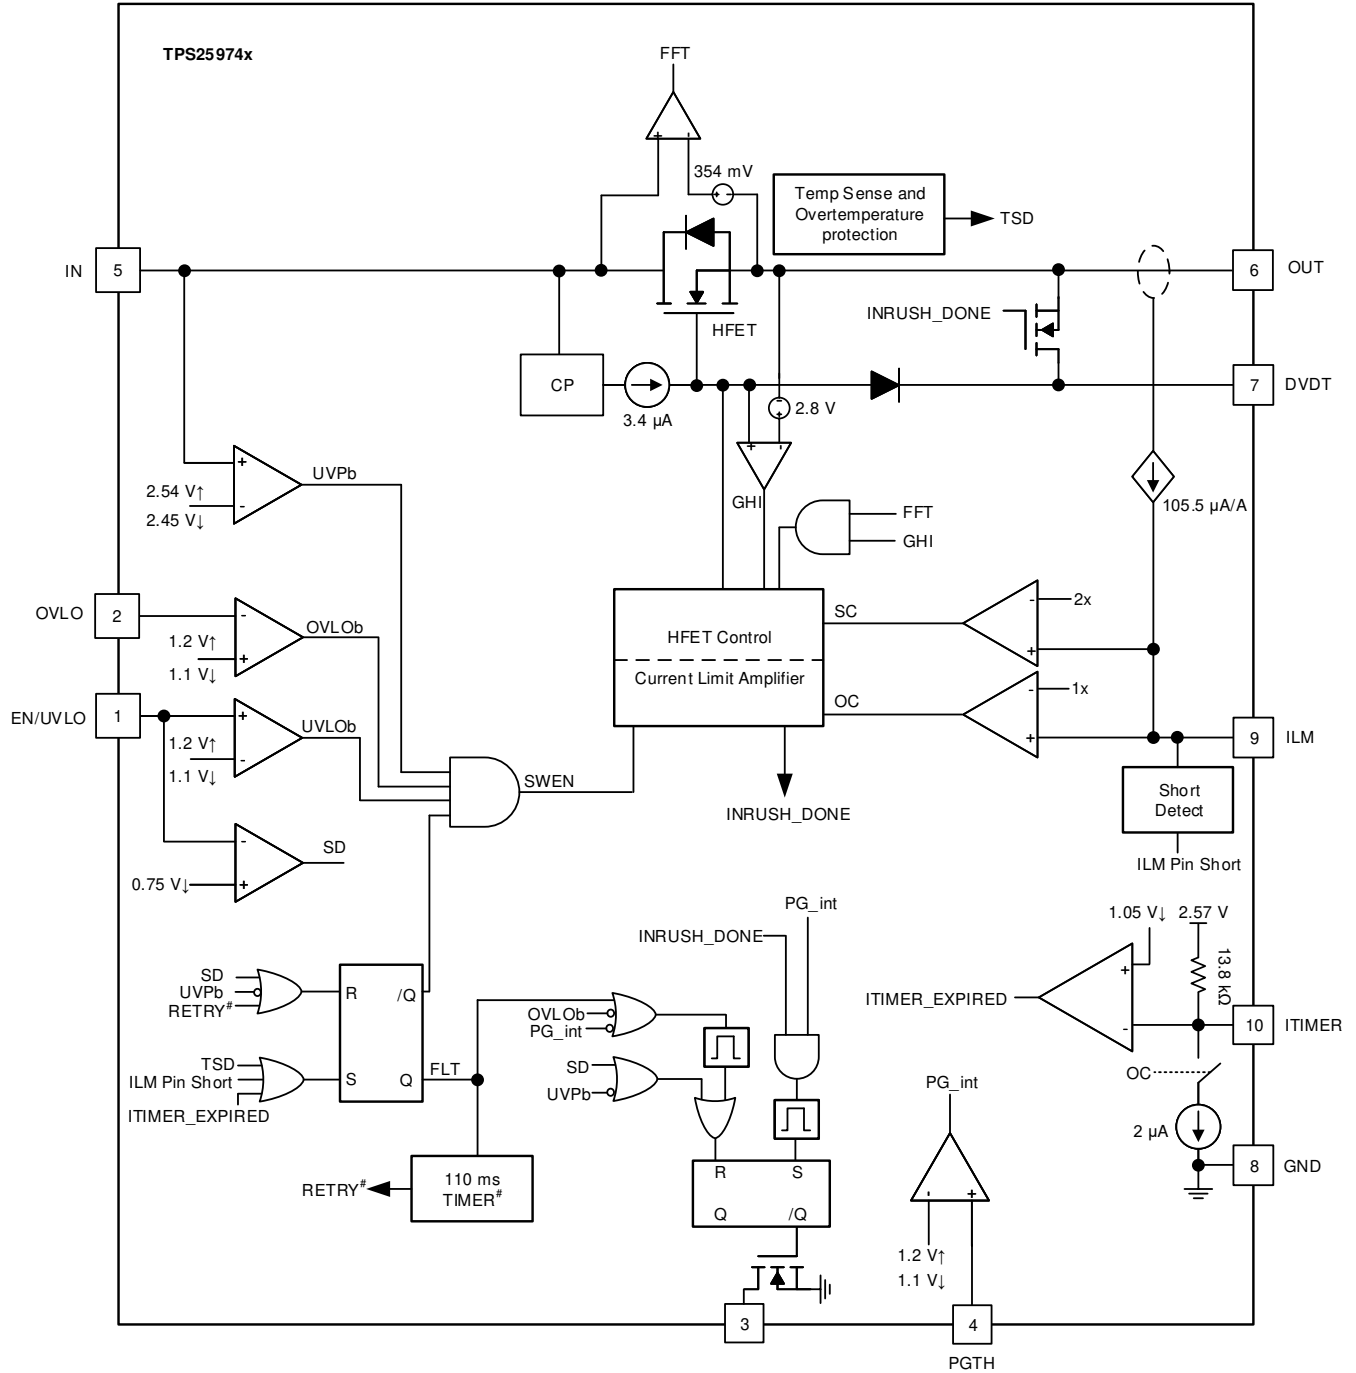 TPS25974x
FFT
354 mV
Temp Sense and
Overtemperature
protection
TSD
IN
5
6
OUT
INRUSH_DONE
HFET
CP
3.4 µA
2.8 V
7
DVDT
UVPb
2.54 V↑
2.45 V↓
GHI
FFT
GHI
105.5 µA/A
OVLO
2
OVLOb
1.2 V↑
1.1 V↓
HFET Control
Current Limit Amplifier
SC
2x
OC
1x
EN/UVLO
1
UVLOb
1.2 V↑
1.1 V↓
9
ILM
SWEN
INRUSH_DONE
Short
Detect
ILM Pin Short
SD
0.75 V↓
PG_int
INRUSH_DONE
1.05 V↓
2.57 V
13.8 kΩ
ITIMER_EXPIRED
10
ITIMER
SD
UVPb
RETRY#
R
/Q
S
Q
FLT
TSD
ILM Pin Short
ITIMER_EXPIRED
OVLOb
PG_int
SD
UVPb
OC
2 µA
8
GND
PG_int
110 ms
TIMER#
RETRY#
R
S
Q
/Q
1.2 V↑
1.1 V↓
3
4
PGTH